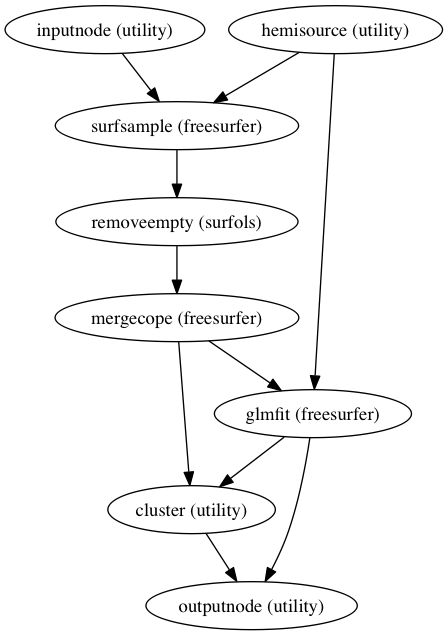 inputnode (utility)
hemisource (utility)
surfsample (freesurfer)
removeempty (surfols)
mergecope (freesurfer)
glmfit (freesurfer)
cluster (utility)
outputnode (utility)